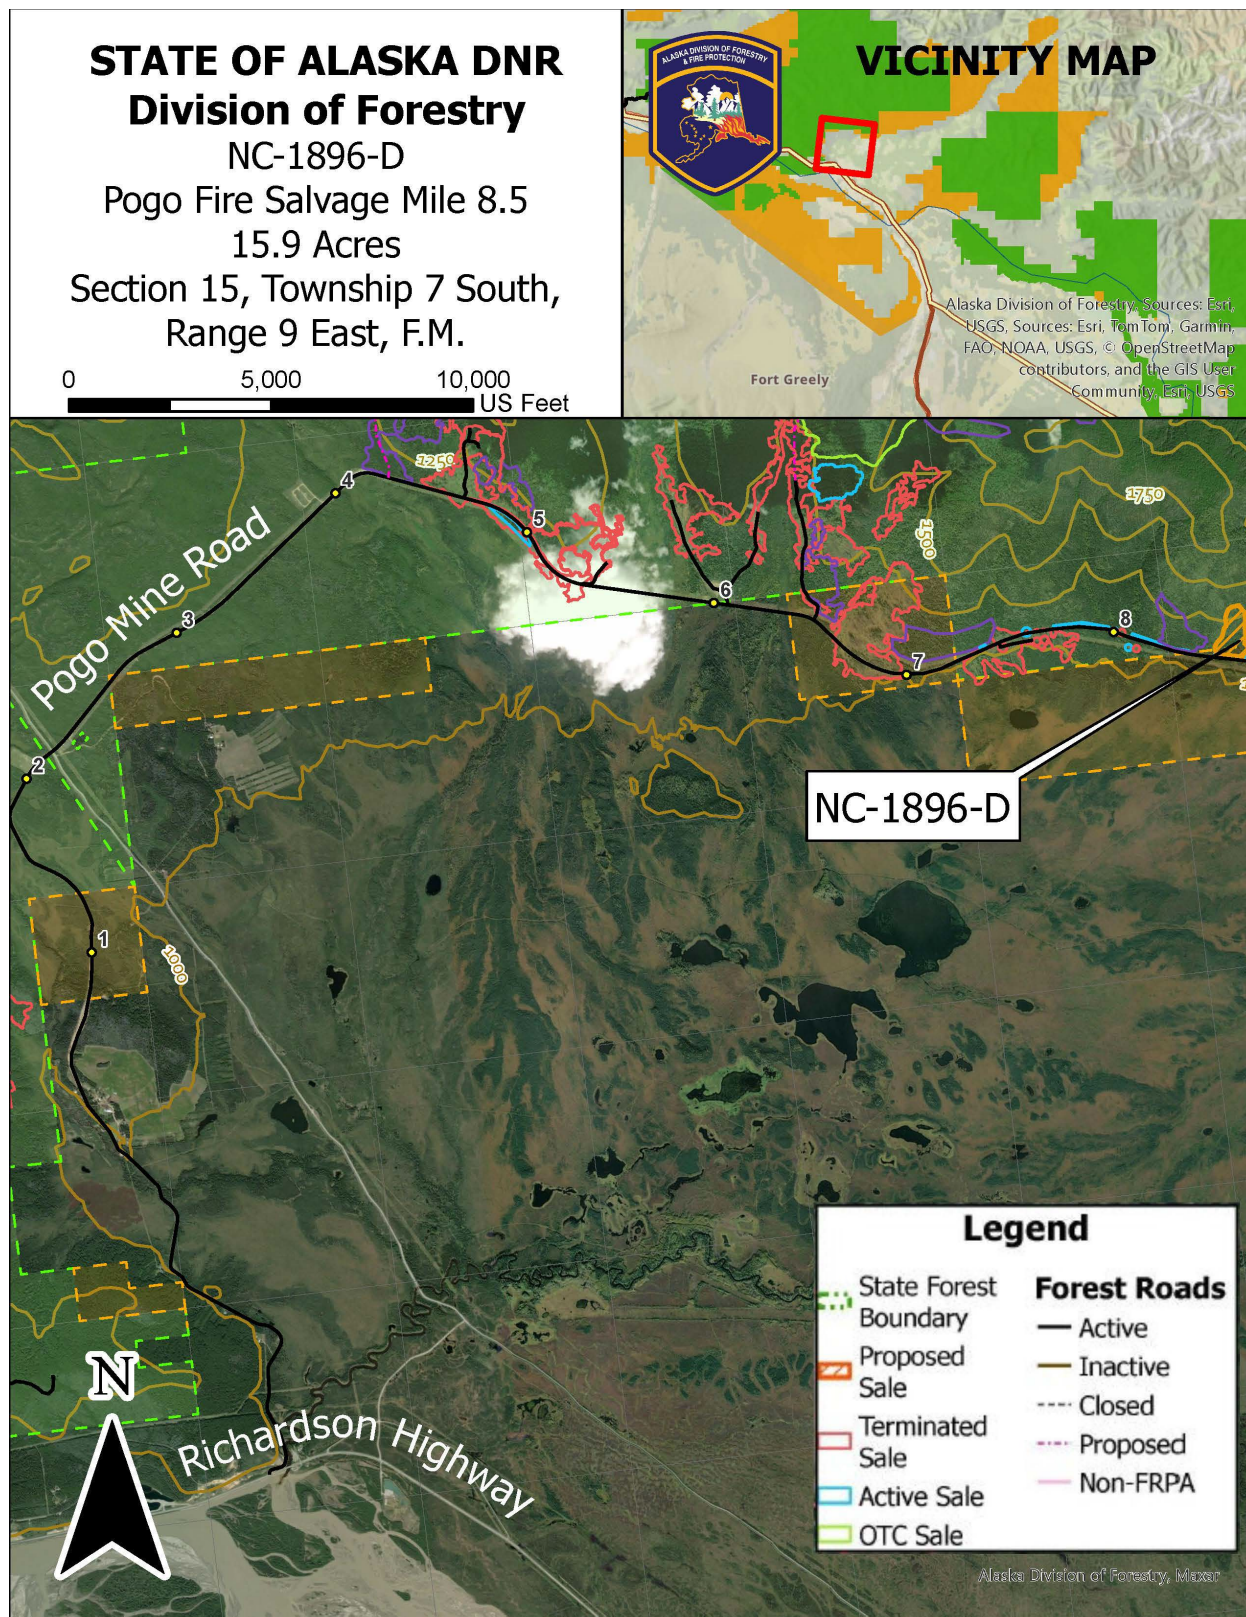 STATE OF ALASKA DNR
Division of Forestry
NC-1896-D
Pogo Fire Salvage Mile 8.5
15.9 Acres
Section 15, Township 7 South,
Range 9 East, F.M.
0 5,000 10,000
US Feet
ALASKA DIVISION OF FORESTRY
& FIRE PROTECTION
VICINITY MAP
Fort Greely
Alaska Division of Forestry, Sources: Esri,
USGS, Sources: Esri, TomTom, Garmin,
FAO, NOAA, USGS, © OpenStreetMap
contributors, and the GIS User
Community, Esri, USGS
4
1250
5
1750
1500
Pogo Mine Road
3
6
8
7
2
NC-1896-D
1
1000
N
Richardson Highway
Legend
State Forest
Boundary
Proposed
Sale
Terminated
Sale
Active Sale
OTC Sale
Forest Roads
Active
Inactive
Closed
Proposed
Non-FRPA
Alaska Division of Forestry, Maxar